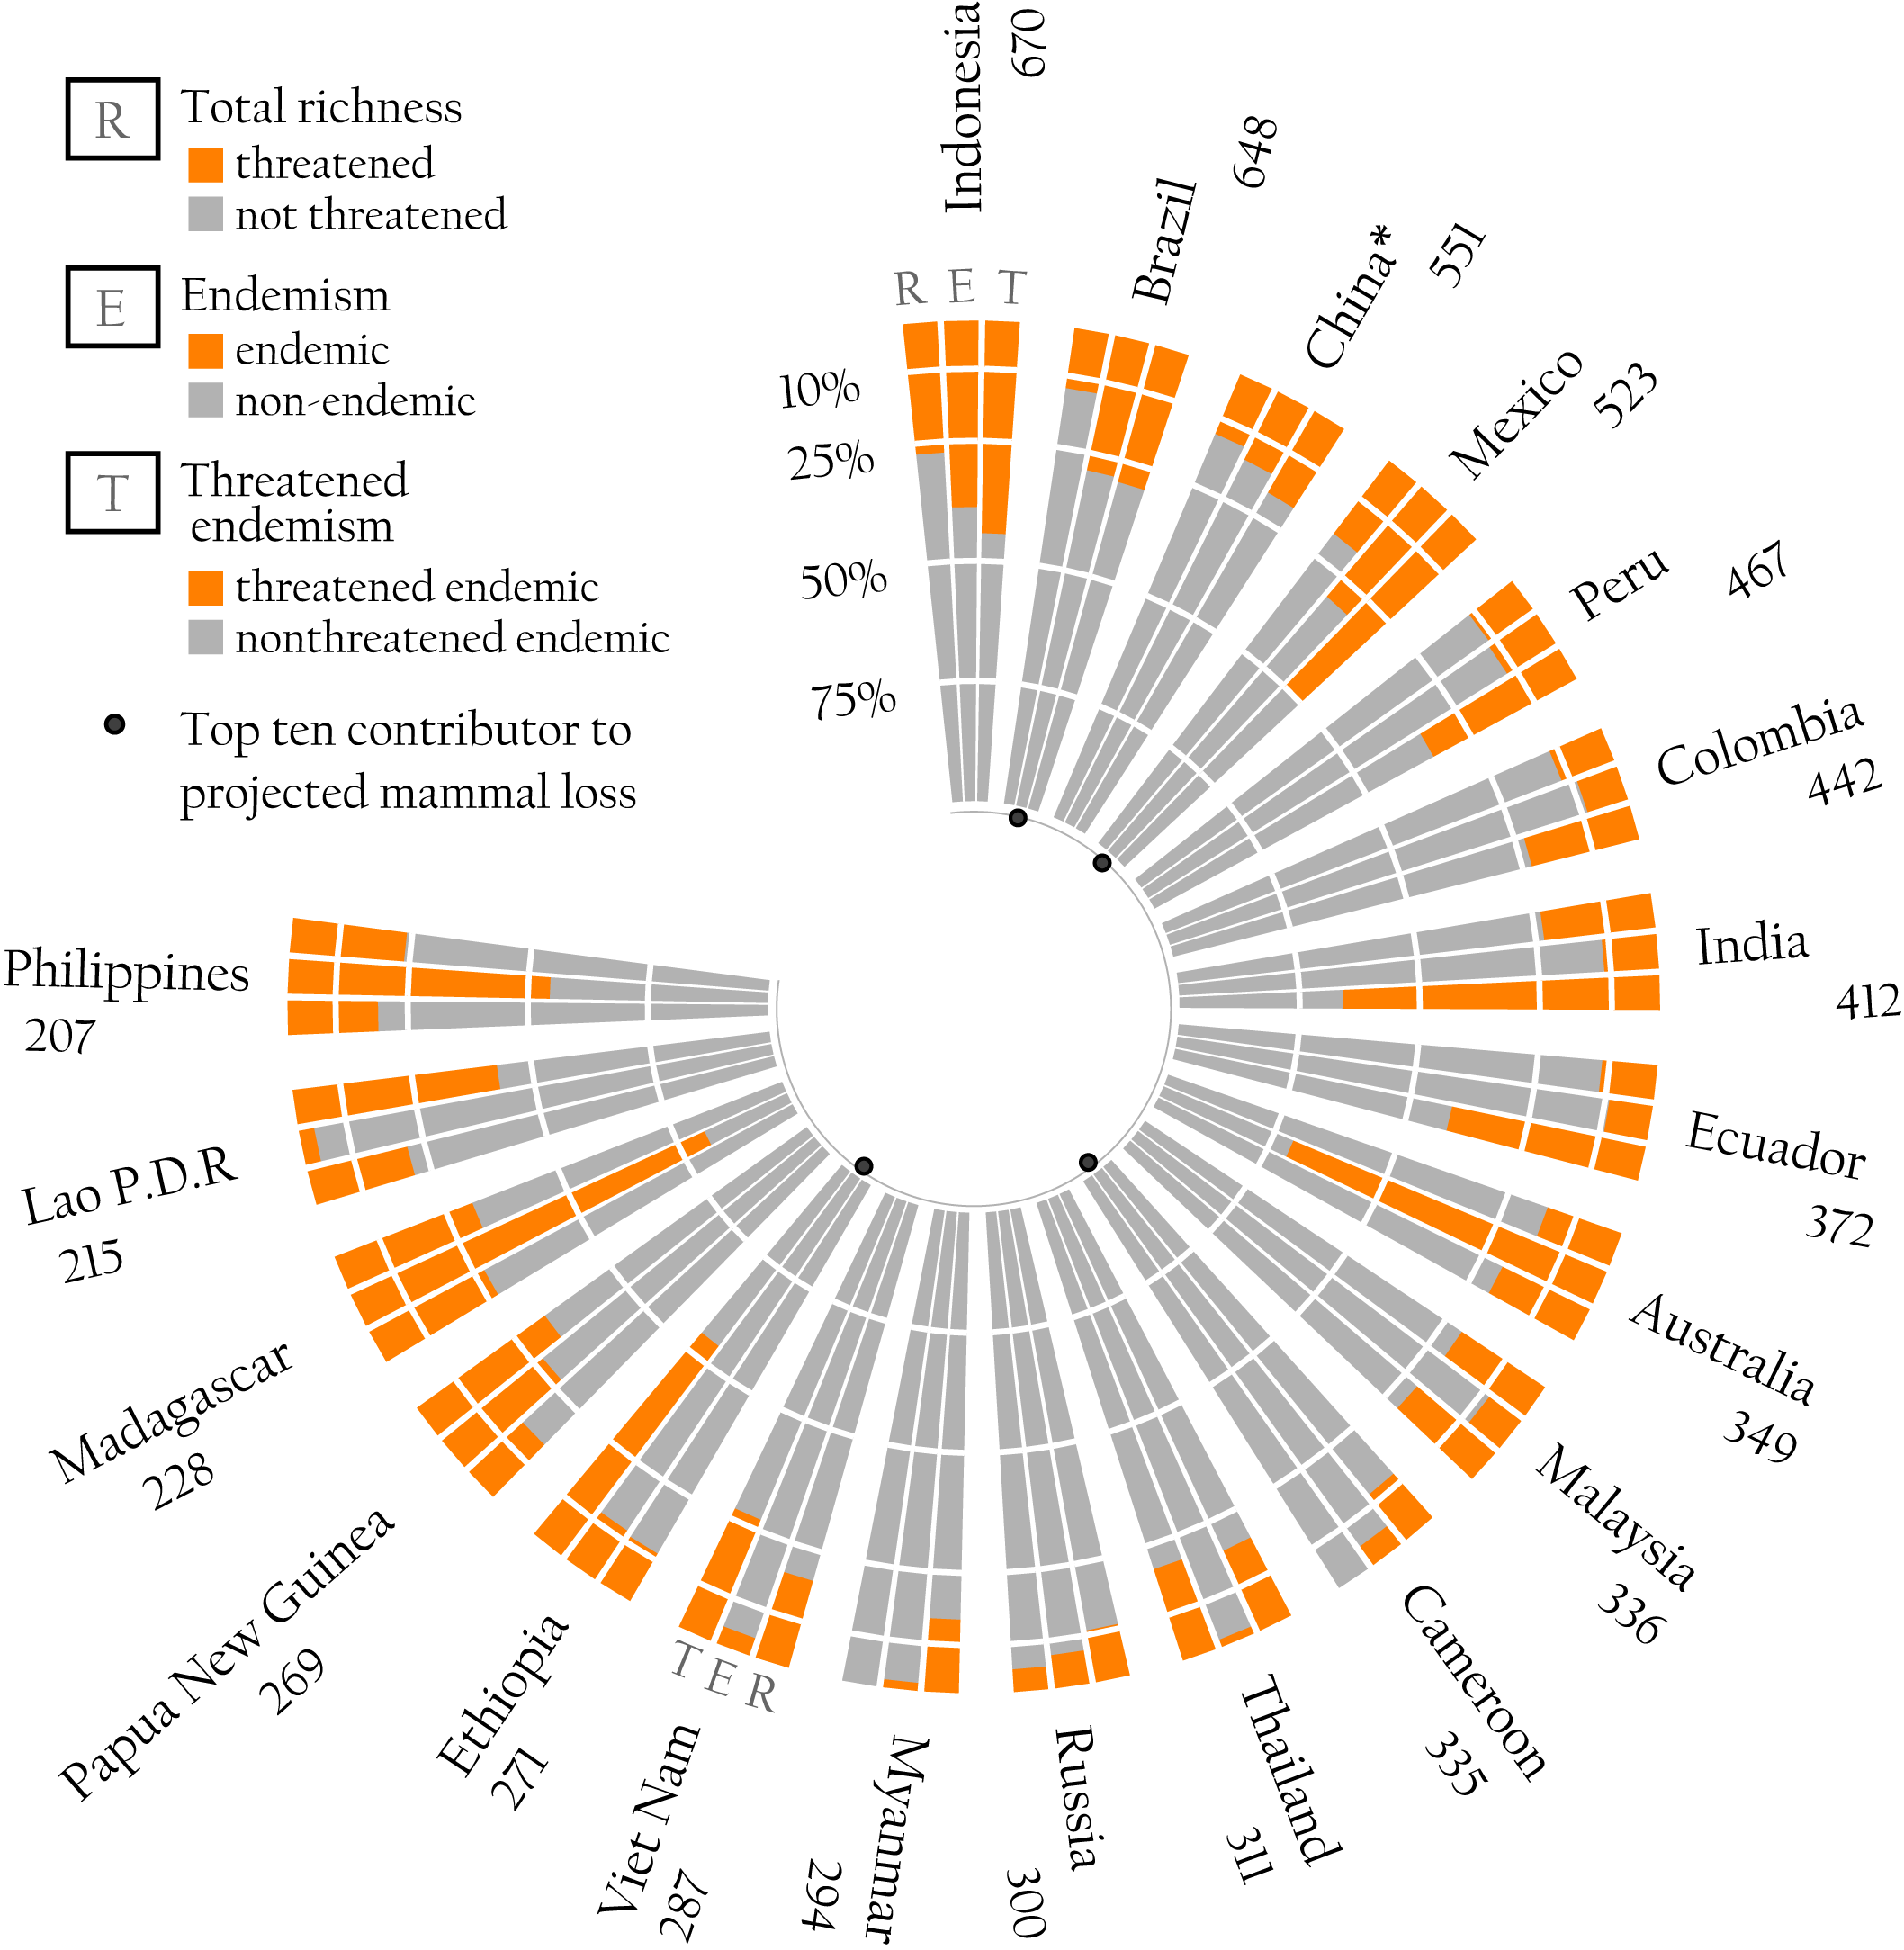 R
Total richness
threatened
not threatened
E
Endemism
endemic
non-endemic
T
Threatened
endemism
threatened endemic
nonthreatened endemic
Top ten contributor to
projected mammal loss
R E T
10%
25%
50%
75%
Indonesia
670
Brazil
648
China*
551
Mexico
523
Peru
467
Colombia
442
India
412
Ecuador
372
Australia
349
Malaysia
336
Cameroon
335
Thailand
311
Russia
300
Myanmar
294
T E R
Viet Nam
287
Ethiopia
271
Papua New Guinea
269
Madagascar
228
Lao P.D.R
215
Philippines
207